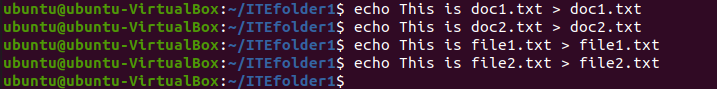 ubuntu@ubuntu-VirtualBox:~/ITEfolder1$ echo This is doc1.txt > doc1.txt
ubuntu@ubuntu-VirtualBox:~/ITEfolder1$ echo This is doc2.txt > doc2.txt
ubuntu@ubuntu-VirtualBox:~/ITEfolder1$ echo This is file1.txt > file1.txt
ubuntu@ubuntu-VirtualBox:~/ITEfolder1$ echo This is file2.txt > file2.txt
ubuntu@ubuntu-VirtualBox:~/ITEfolder1$